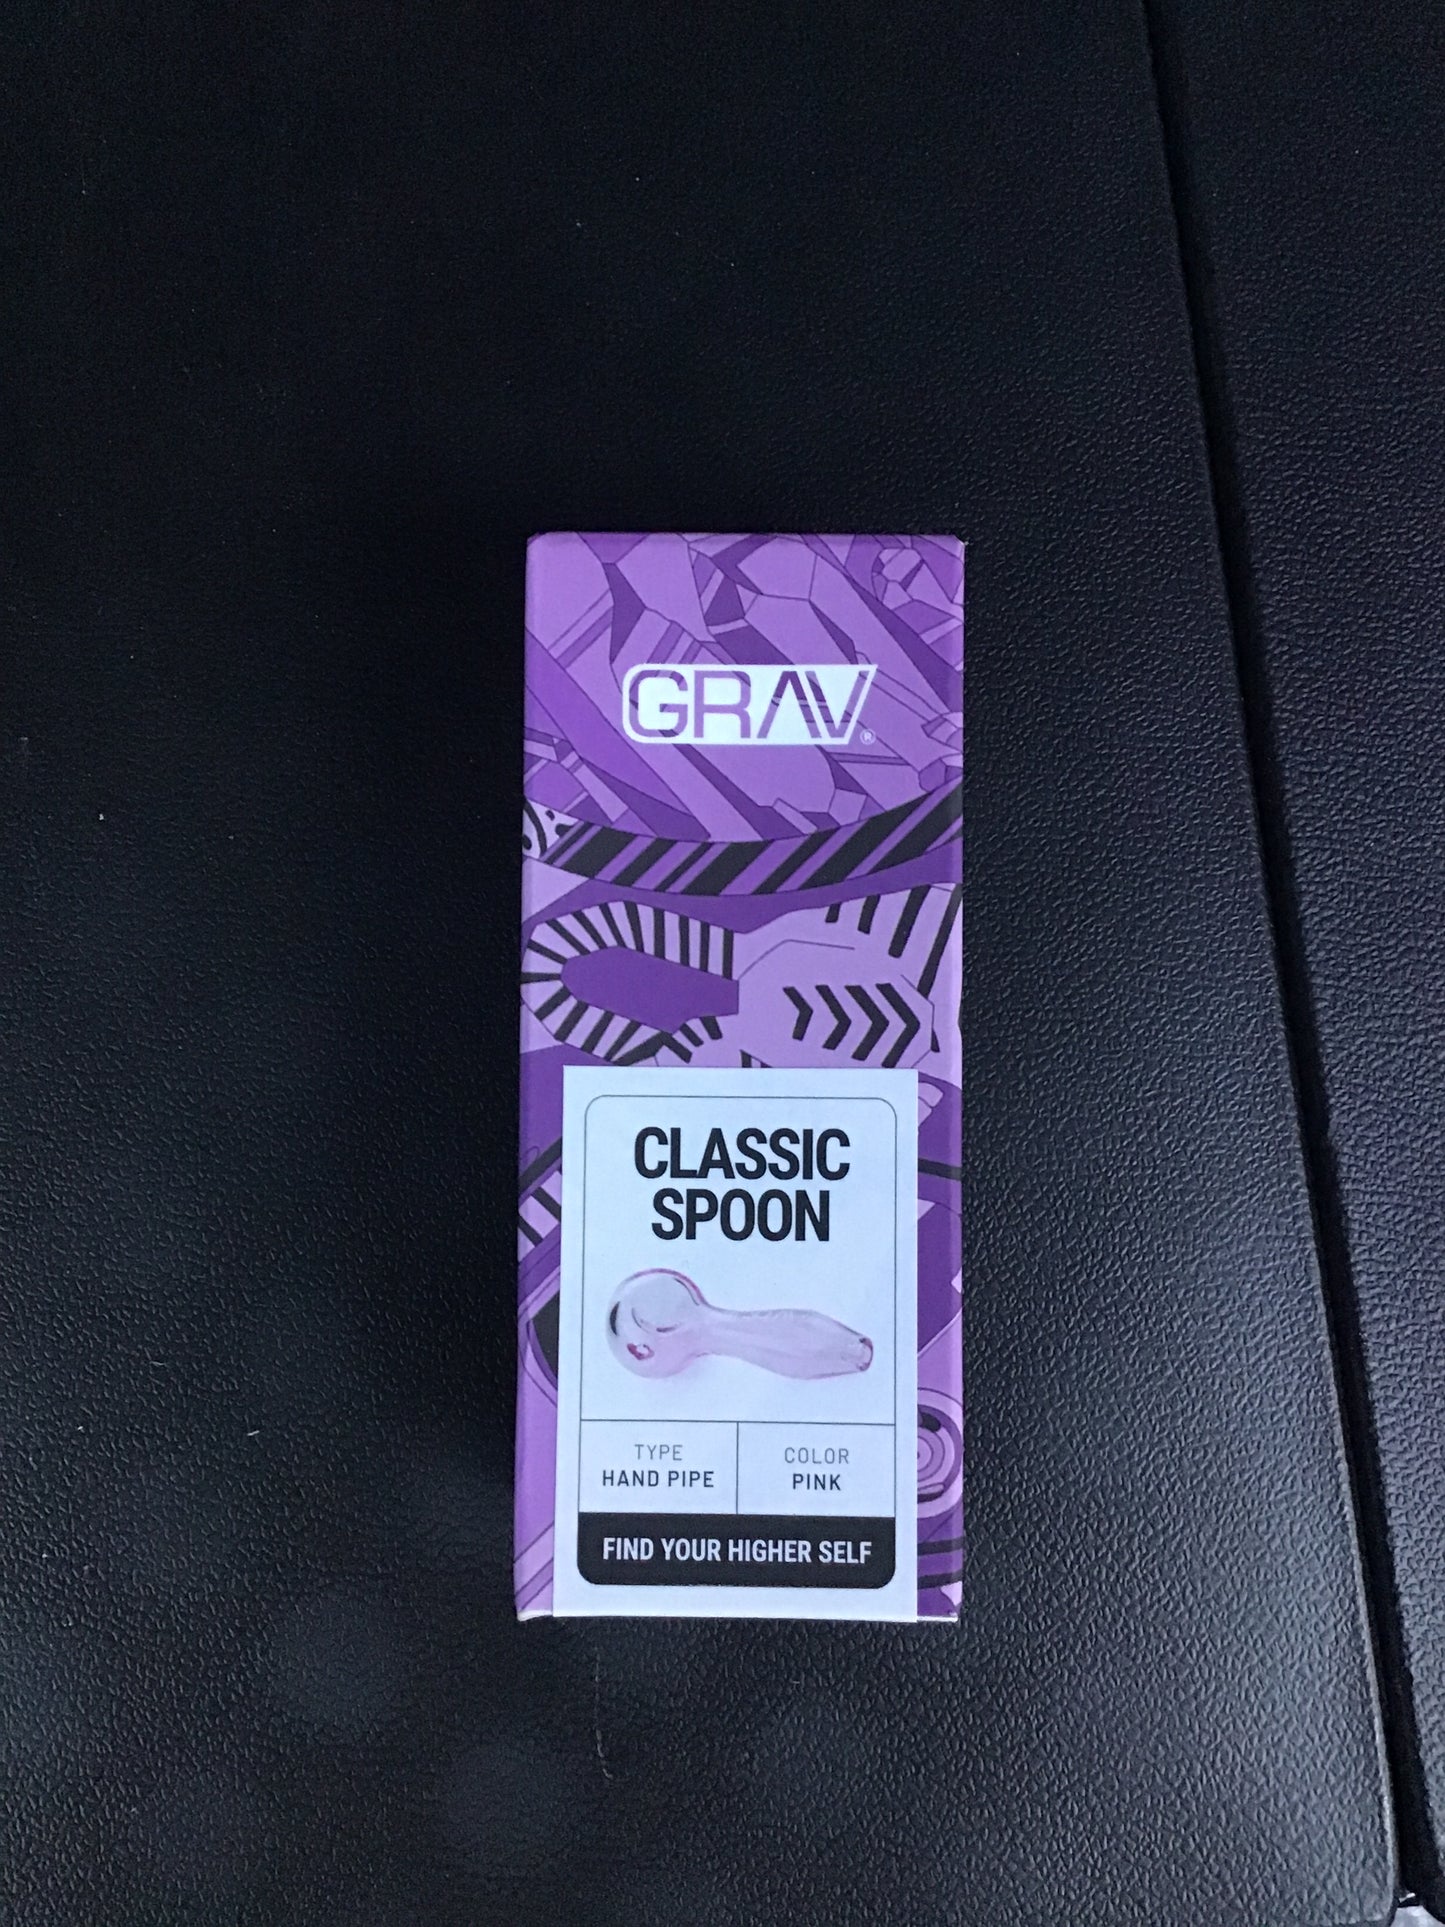 GRAV®
CLASSIC
SPOON
TYPE
HAND PIPE
COLOR
PINK
FIND YOUR HIGHER SELF